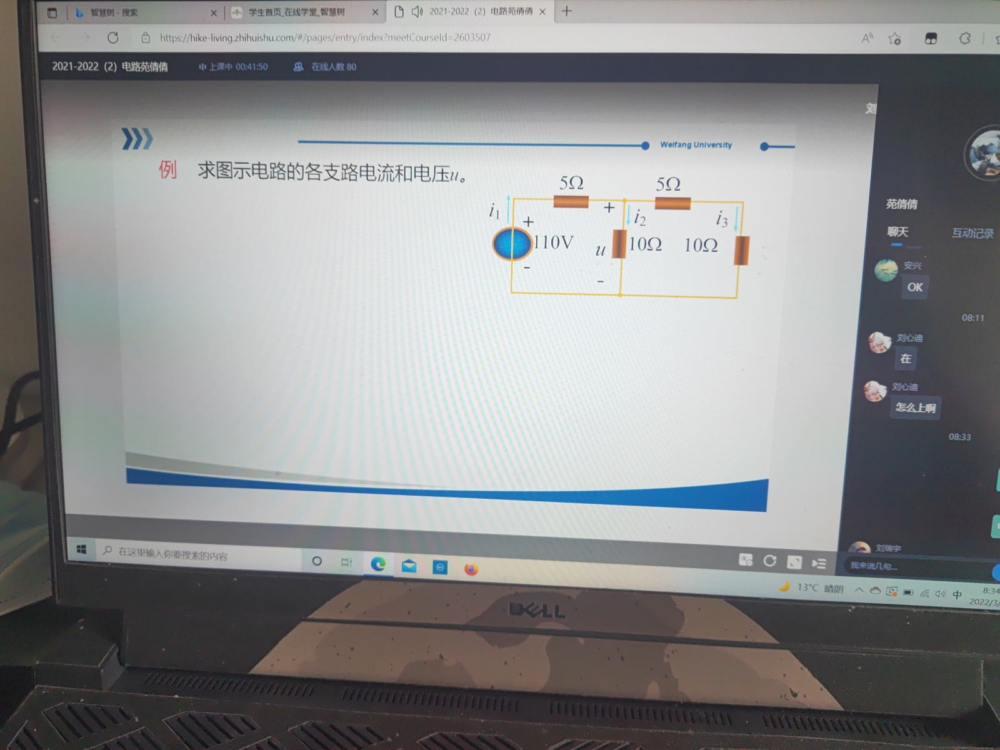 智慧树 - 搜索
学生首页_在线学堂_智慧树
2021-2022 (2) 电路苑倩倩
https://hike-living.zhihuishu.com/#/pages/entry/index?meetCourseId=2603507
2021-2022 (2) 电路苑倩倩
上课中 00:41:50
在线人数 80
刘
Weifang University
例 求图示电路的各支路电流和电压u。
5Ω
5Ω
i1
+
110V
-
+
u
-
i2
10Ω
i3
10Ω
苑倩倩
聊天
互动记录
安兴
OK
08:11
刘心迪
在
刘心迪
怎么上啊
08:33
刘瑞宇
我来说几句...
在这里输入你要搜索的内容
13°C 晴朗
中
8:34
2022/3/
DELL